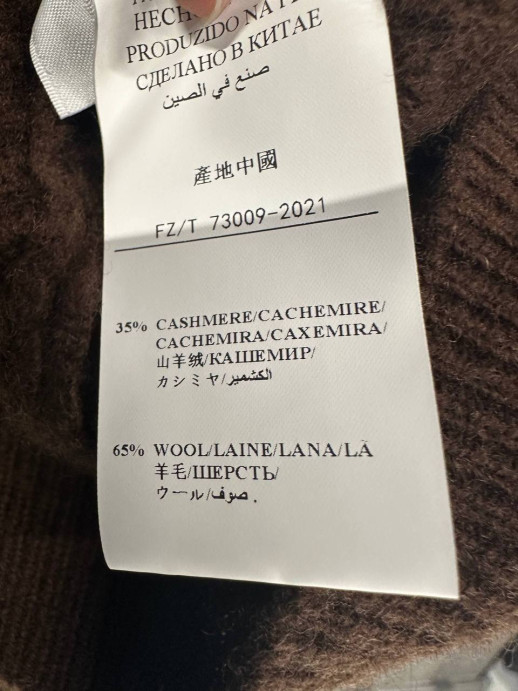 PRODUZIDO NA
СДЕЛАНО В КИТАЕ
صنع في الصين
產地中國
FZ/T 73009-2021
35% CASHMERE/CACHEMIRE/
CACHEMIRA/CAXEMIRA/
山羊绒/КАШЕМИР/
カシミヤ/الكشمير
65% WOOL/LAINE/LANA/LÃ
羊毛/ШЕРСТЬ/
ウール/صوف.